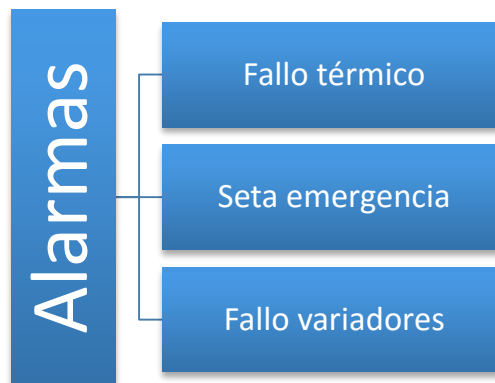 Alarmas
Fallo térmico
Seta emergencia
Fallo variadores